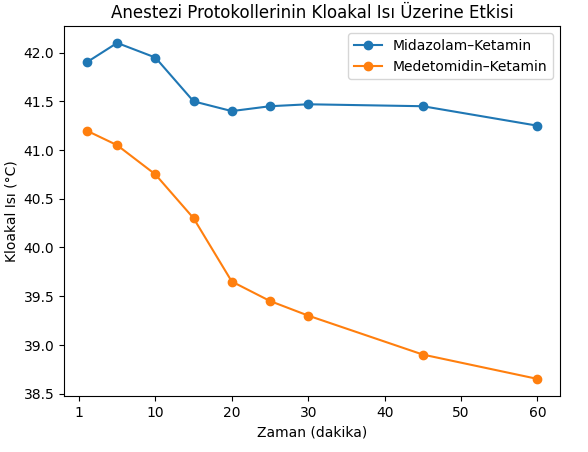 Anestezi Protokollerinin Kloakal Isı Üzerine Etkisi
Midazolam–Ketamin
Medetomidin–Ketamin
Kloakal Isı (°C)
42.0
41.5
41.0
40.5
40.0
39.5
39.0
38.5
1 10 20 30 40 50 60
Zaman (dakika)